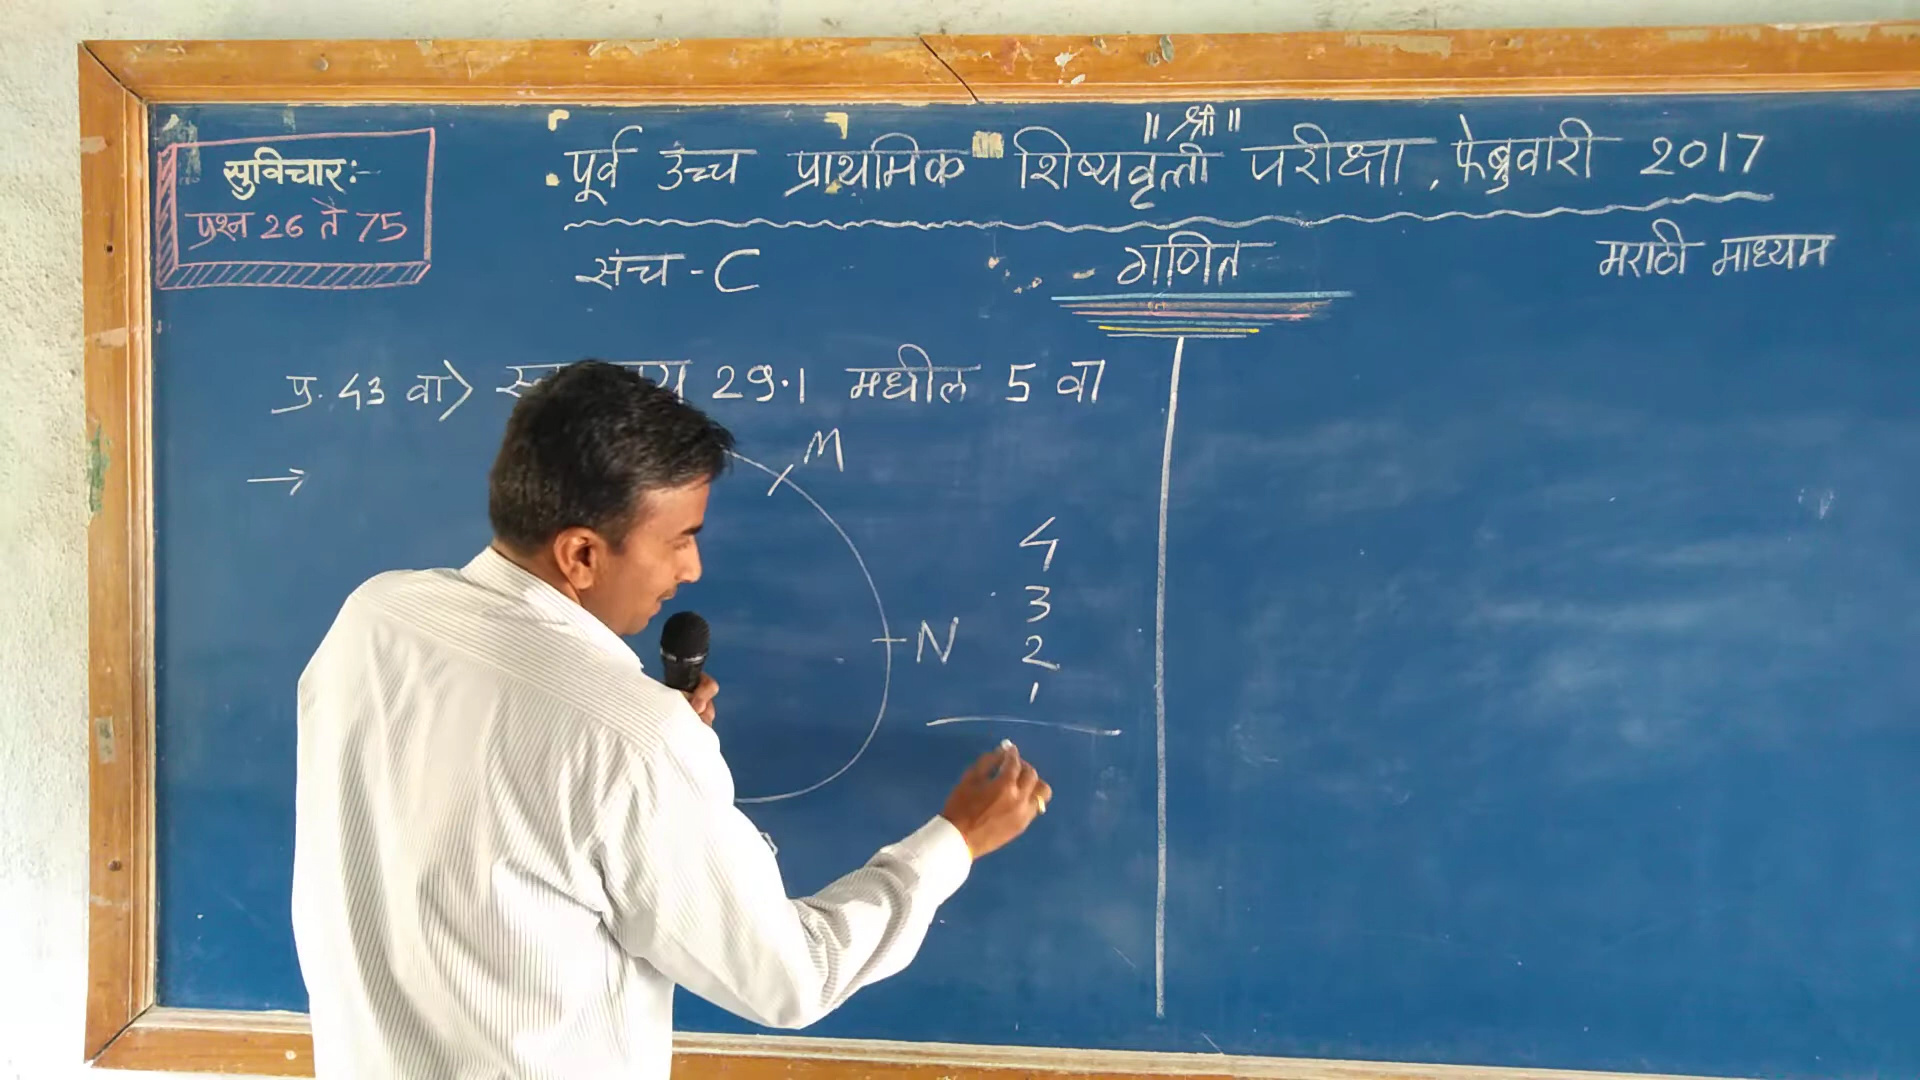 ॥ श्री ॥
पूर्व उच्च प्राथमिक शिष्यवृत्ती परीक्षा, फेब्रुवारी 2017
सुविचार:-
प्रश्न 26 ते 75
संच - C गणित मराठी माध्यम
प्र. 43 वा> 29.1 मधील 5 वा
→
M
4
3
N 2
1